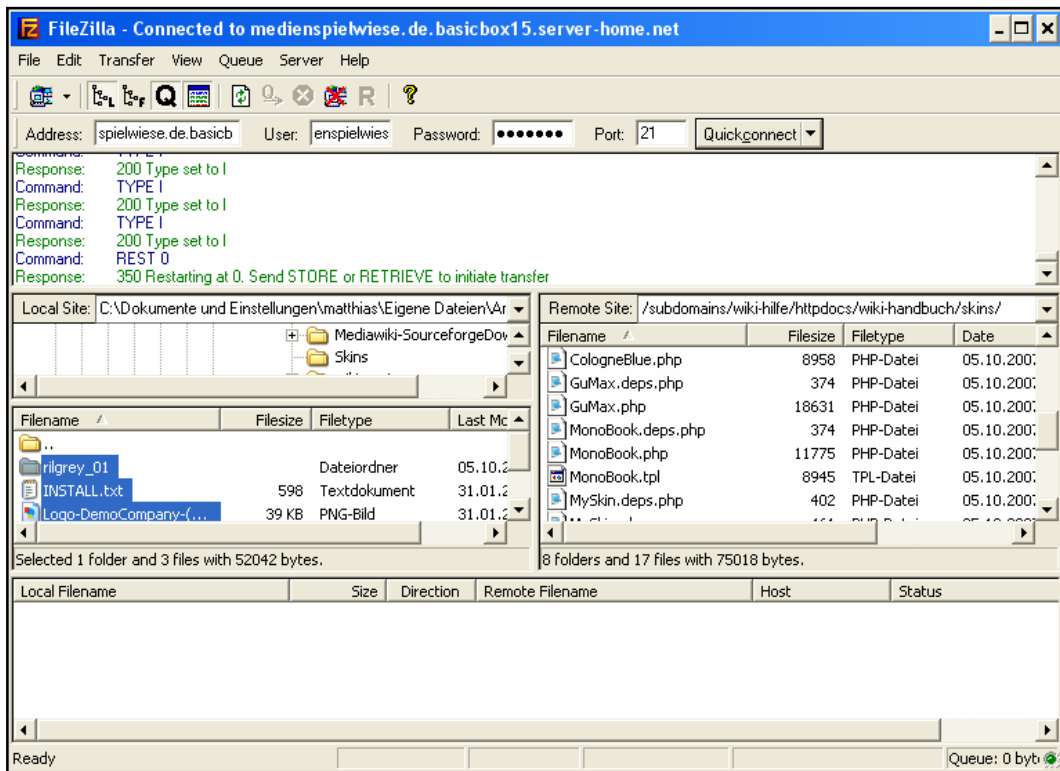 FileZilla - Connected to medienspielwiese.de.basicbox15.server-home.net
File Edit Transfer View Queue Server Help
Address: spielwiese.de.basicb User: enspielwies Password: ●●●●●●● Port: 21 Quickconnect
Response: 200 Type set to I
Command: TYPE I
Response: 200 Type set to I
Command: TYPE I
Response: 200 Type set to I
Command: REST 0
Response: 350 Restarting at 0. Send STORE or RETRIEVE to initiate transfer
Local Site: C:\Dokumente und Einstellungen\matthias\Eigene Dateien\Ar
Mediawiki-SourceforgeDov
Skins
Filename Filesize Filetype Last Mc
..
rilgrey_01 Dateiordner 05.10.2
INSTALL.txt 598 Textdokument 31.01.2
Logo-DemoCompany-(... 39 KB PNG-Bild 31.01.2
Selected 1 folder and 3 files with 52042 bytes.
Remote Site: /subdomains/wiki-hilfe/httpdocs/wiki-handbuch/skins/
Filename Filesize Filetype Date
CologneBlue.php 8958 PHP-Datei 05.10.2007
GuMax.deps.php 374 PHP-Datei 05.10.2007
GuMax.php 18631 PHP-Datei 05.10.2007
MonoBook.deps.php 374 PHP-Datei 05.10.2007
MonoBook.php 11775 PHP-Datei 05.10.2007
MonoBook.tpl 8945 TPL-Datei 05.10.2007
MySkin.deps.php 402 PHP-Datei 05.10.2007
8 folders and 17 files with 75018 bytes.
Local Filename Size Direction Remote Filename Host Status
Ready Queue: 0 byt